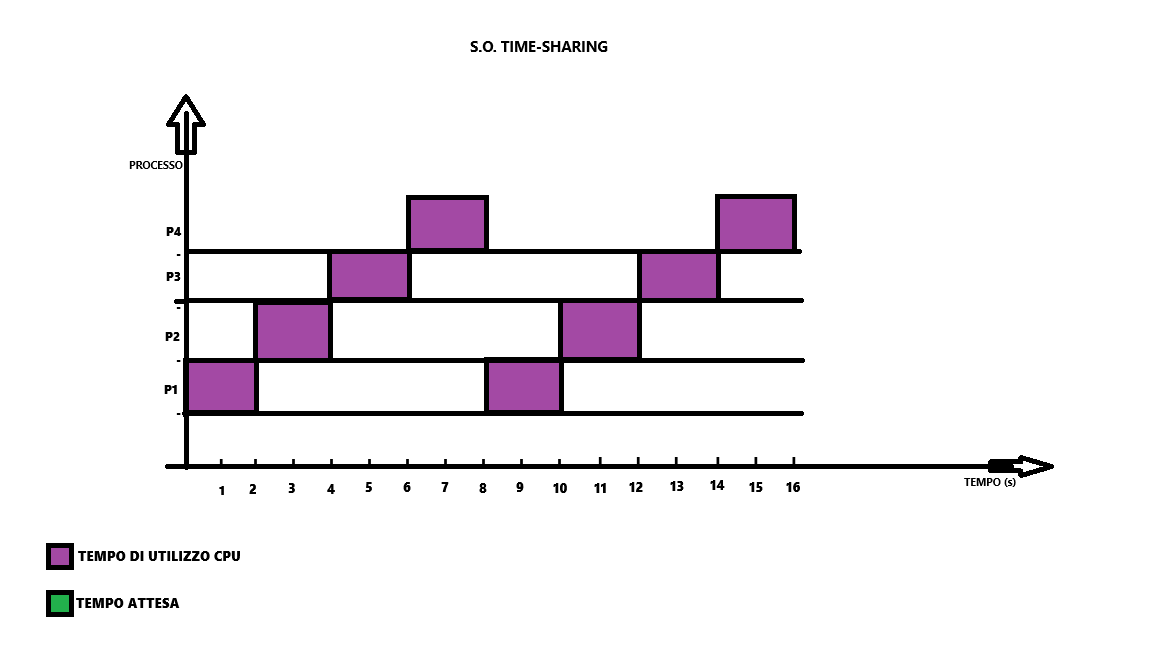 S.O. TIME-SHARING
PROCESSO
P4
-
P3
-
P2
-
P1
-
1 2 3 4 5 6 7 8 9 10 11 12 13 14 15 16
TEMPO (s)
TEMPO DI UTILIZZO CPU
TEMPO ATTESA